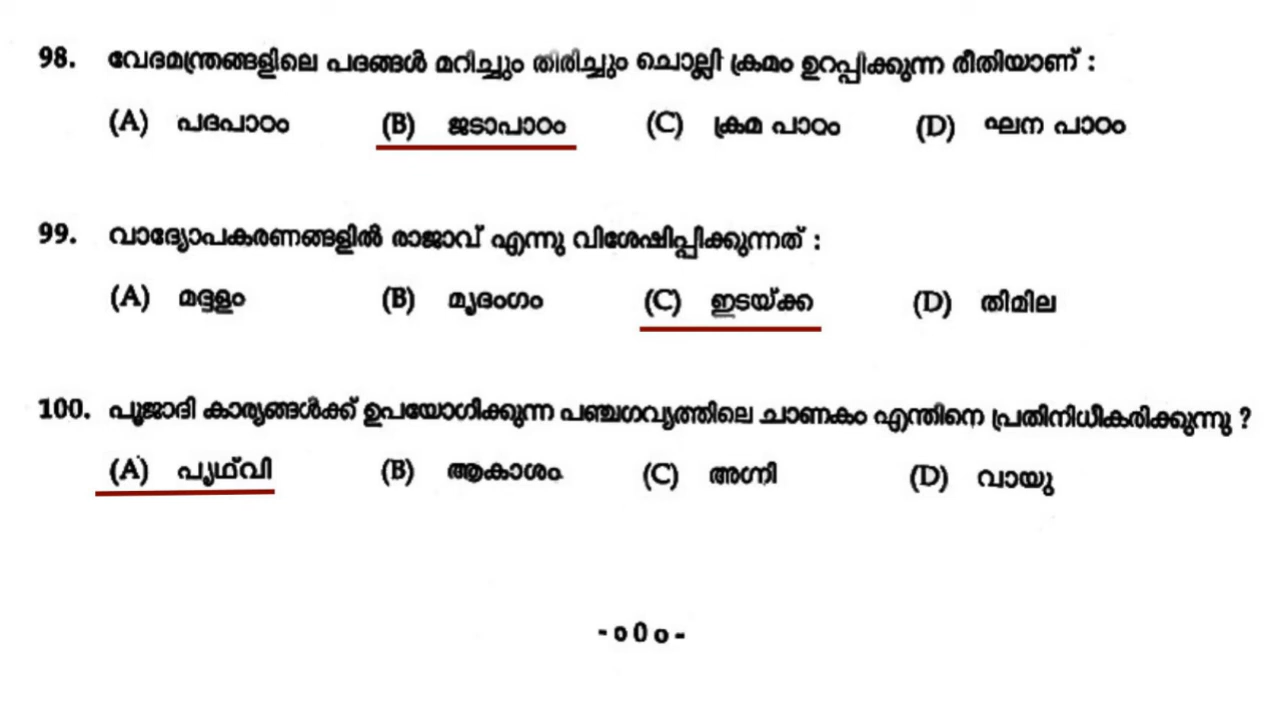 98. വേദമന്ത്രങ്ങളിലെ പദങ്ങൾ മറിച്ചും തിരിച്ചും ചൊല്ലി ക്രമം ഉറപ്പിക്കുന്ന രീതിയാണ് :
(A) പദപാഠം (B) ജടാപാഠം (C) ക്രമ പാഠം (D) ഘന പാഠം
99. വാദ്യോപകരണങ്ങളിൽ രാജാവ് എന്നു വിശേഷിപ്പിക്കുന്നത് :
(A) മദ്ദളം (B) മൃദംഗം (C) ഇടയ്ക്ക (D) തിമില
100. പൂജാദി കാര്യങ്ങൾക്ക് ഉപയോഗിക്കുന്ന പഞ്ചഗവ്യത്തിലെ ചാണകം എന്തിനെ പ്രതിനിധീകരിക്കുന്നു ?
(A) പൃഥ്‌വി (B) ആകാശം (C) അഗ്നി (D) വായു
- o 0 o -